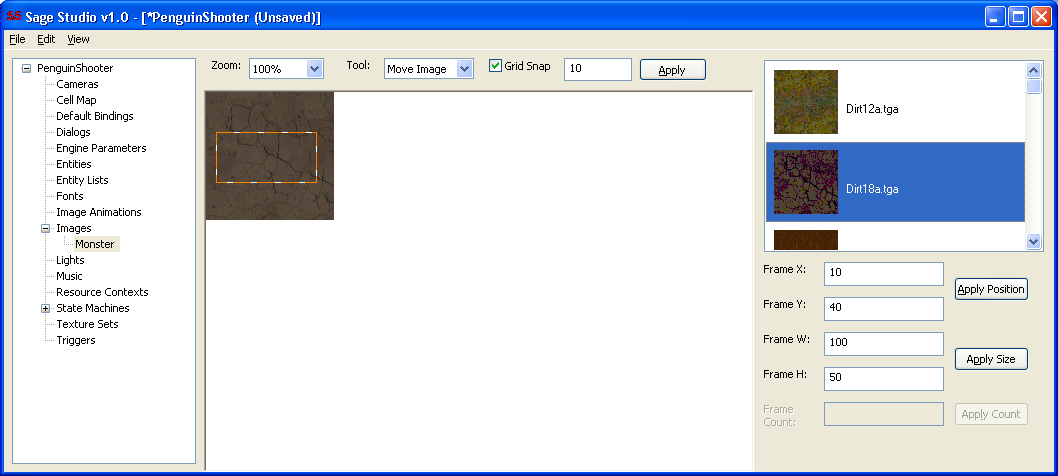 SS Sage Studio v1.0 - [*PenguinShooter (Unsaved)]
File Edit View
PenguinShooter
Cameras
Cell Map
Default Bindings
Dialogs
Engine Parameters
Entities
Entity Lists
Fonts
Image Animations
Images
Monster
Lights
Music
Resource Contexts
State Machines
Texture Sets
Triggers
Zoom: 100% Tool: Move Image Grid Snap 10 Apply
Dirt12a.tga
Dirt18a.tga
Frame X: 10
Apply Position
Frame Y: 40
Frame W: 100
Apply Size
Frame H: 50
Frame
Count:
Apply Count